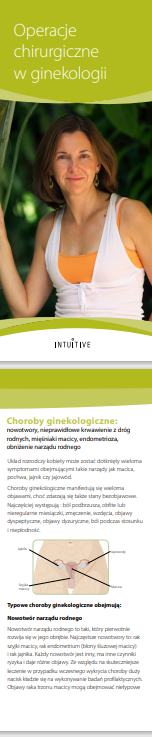 Operacje
chirurgiczne
w ginekologii
INTUITIVE
Choroby ginekologiczne:
nowotwory, nieprawidłowe krwawienie z dróg
rodnych, mięśniaki macicy, endometrioza,
obniżenie narządu rodnego
Układ rozrodczy kobiety może zostać dotknięty wieloma
symptomami obejmującymi takie narządy jak macica,
pochwa, jajnik czy jajowód.
Choroby ginekologiczne manifestują się wieloma
objawami, choć zdarzają się także stany bezobjawowe.
Najczęściej występują: ból podbrzusza, obfite lub
nieregularne miesiączki, zmęczenie, wzdęcia, objawy
dyspeptyczne, objawy dyzuryczne, ból podczas stosunku
i niepłodność.
Jajnik
Jajowody
Szyjka
macicy
Macica
Typowe choroby ginekologiczne obejmują:
Nowotwór narządu rodnego
Nowotwór narządu rodnego to taki, który pierwotnie
rozwija się w jego obrębie. Najczęstsze nowotwory to: rak
szyjki macicy, rak endometrium (błony śluzowej macicy)
i rak jajnika. Każdy nowotwór jest inny, ma inne czynniki
ryzyka i daje różne objawy. Ze względu na skuteczniejsze
leczenie w przypadku wczesnego wykrycia choroby duży
nacisk kładzie się na wykonywanie badań profilaktycznych.
Objawy raka trzonu macicy mogą obejmować nietypowe